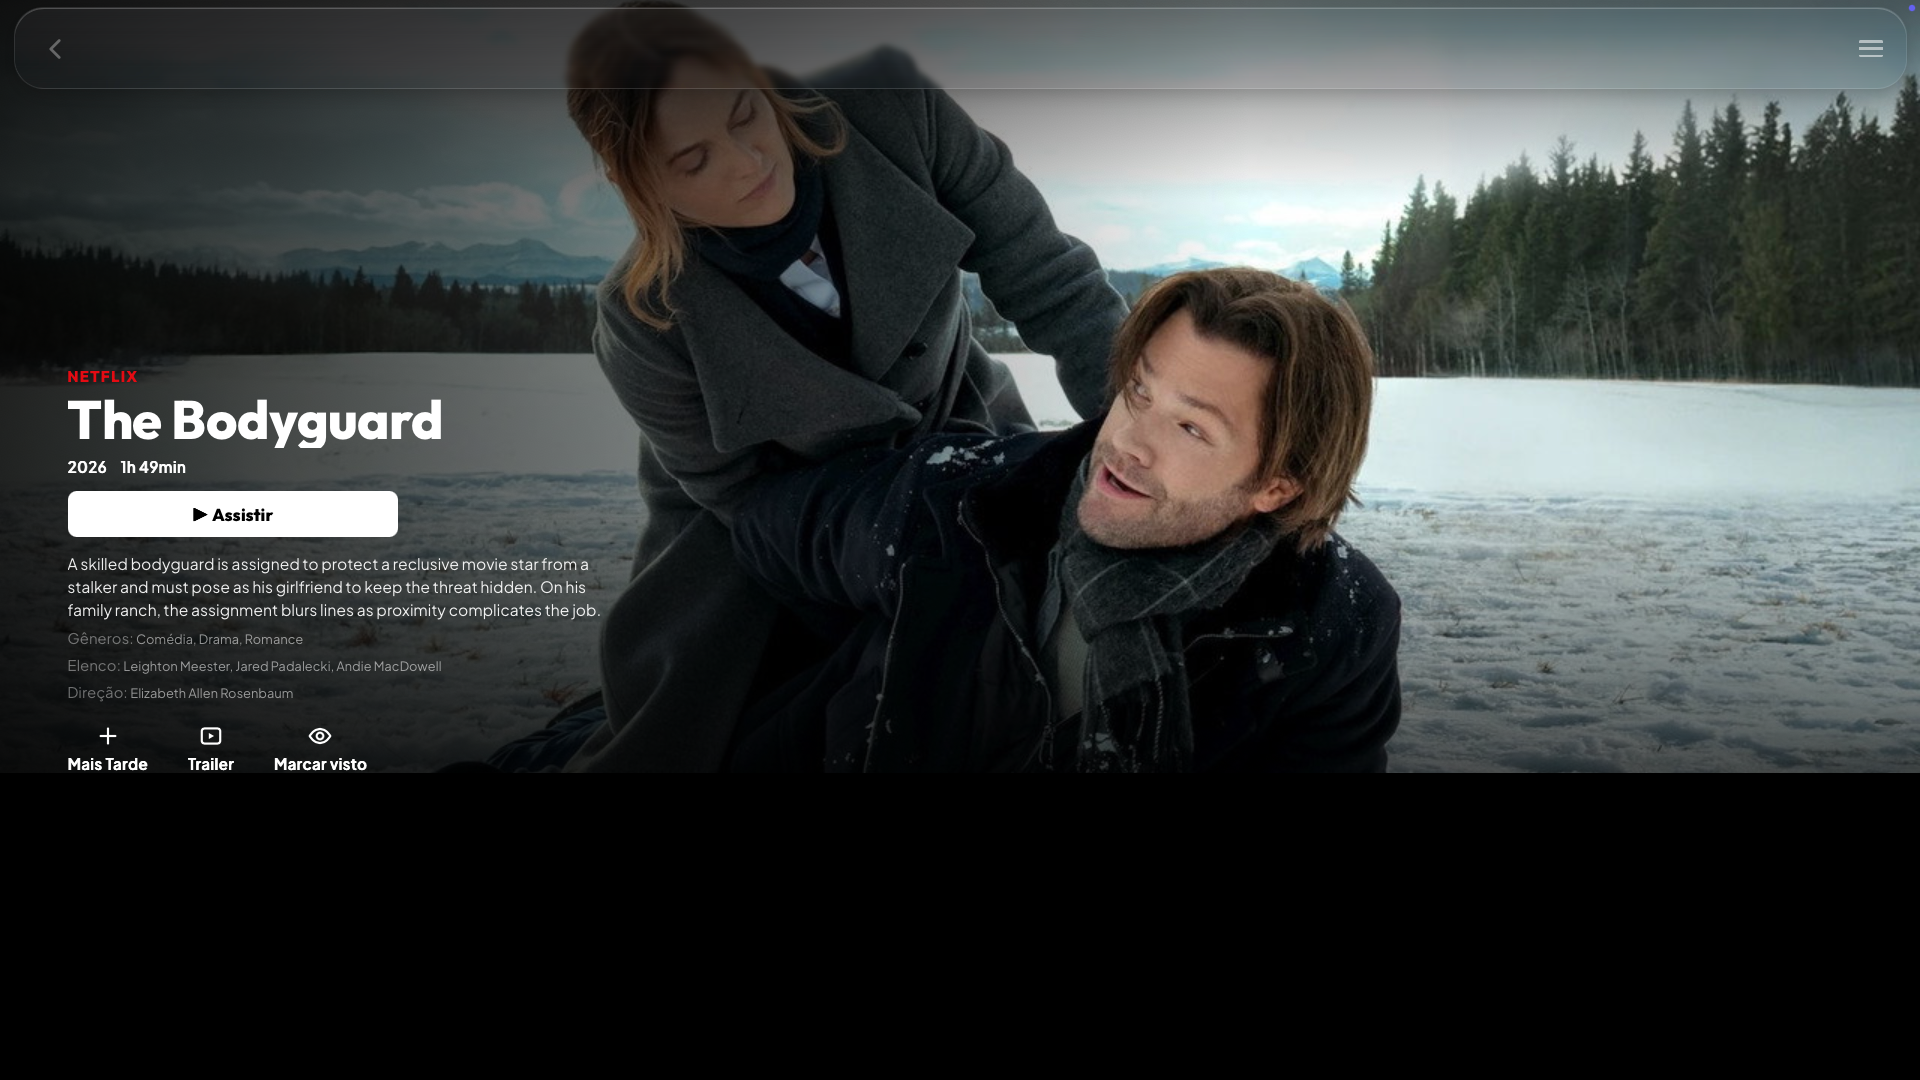 NETFLIX
The Bodyguard
2026 1h 49min
Assistir
A skilled bodyguard is assigned to protect a reclusive movie star from a
stalker and must pose as his girlfriend to keep the threat hidden. On his
family ranch, the assignment blurs lines as proximity complicates the job.
Gêneros: Comédia, Drama, Romance
Elenco: Leighton Meester, Jared Padalecki, Andie MacDowell
Direção: Elizabeth Allen Rosenbaum
Mais Tarde Trailer Marcar visto